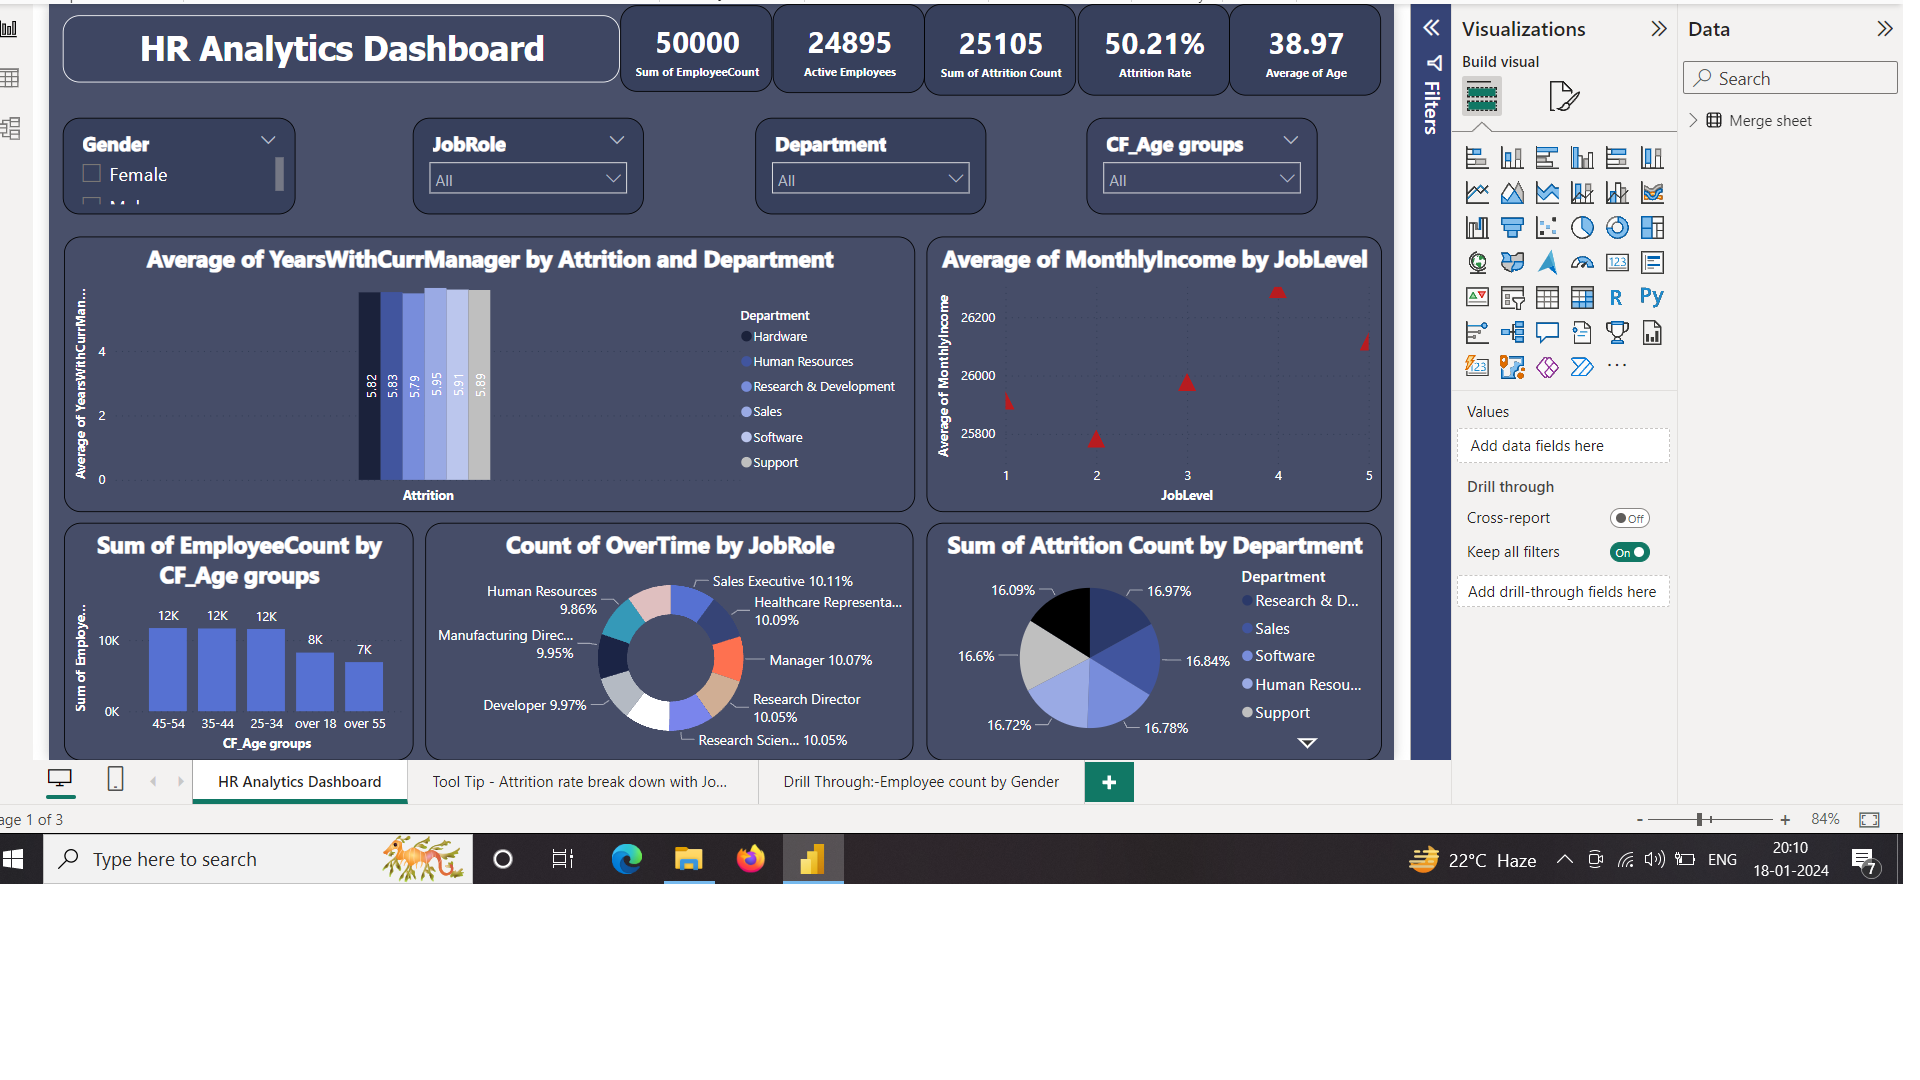 HR Analytics Dashboard
50000
Sum of EmployeeCount
24895
Active Employees
25105
Sum of Attrition Count
50.21%
Attrition Rate
38.97
Average of Age
Gender
Female
JobRole
All
Department
All
CF_Age groups
All
Average of YearsWithCurrManager by Attrition and Department
Average of YearsWithCurrMan...
4
2
0
5.82
5.83
5.79
5.95
5.91
5.89
Attrition
Department
Hardware
Human Resources
Research & Development
Sales
Software
Support
Average of MonthlyIncome by JobLevel
Average of MonthlyIncome
26200
26000
25800
1 2 3 4 5
JobLevel
Sum of EmployeeCount by
CF_Age groups
Sum of Employe...
10K
0K
12K 12K 12K 8K 7K
45-54 35-44 25-34 over 18 over 55
CF_Age groups
Count of OverTime by JobRole
Sales Executive 10.11%
Healthcare Representa...
10.09%
Manager 10.07%
Research Director
10.05%
Research Scien... 10.05%
Developer 9.97%
Manufacturing Direc...
9.95%
Human Resources
9.86%
Sum of Attrition Count by Department
16.97%
16.84%
16.78%
16.72%
16.6%
16.09%
Department
Research & D...
Sales
Software
Human Resou...
Support
Filters
Visualizations
Build visual
123
R
Py
123
Values
Add data fields here
Drill through
Cross-report
Off
Keep all filters
On
Add drill-through fields here
Data
Search
Merge sheet
HR Analytics Dashboard
Tool Tip - Attrition rate break down with Jo...
Drill Through:-Employee count by Gender
+
age 1 of 3
- + 84%
Type here to search
22°C Haze
ENG
20:10
18-01-2024
7